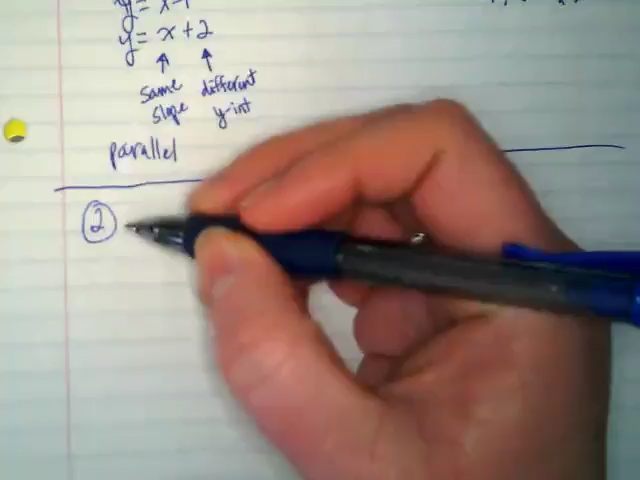 y = x + 2
same different
slope y-int
parallel
2